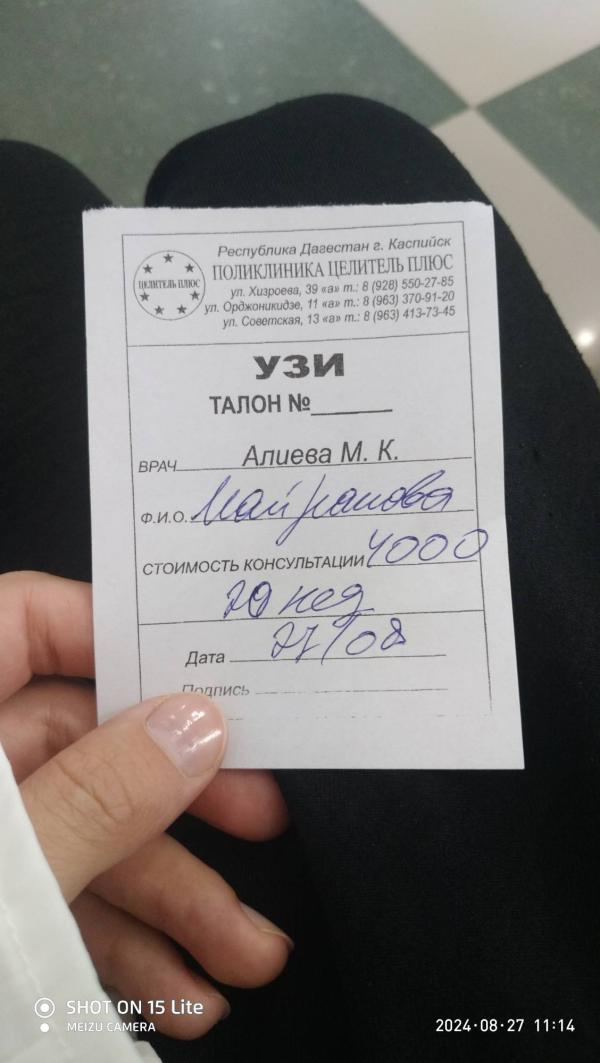 Республика Дагестан г. Каспийск
ЦЕЛИТЕЛЬ ПЛЮС
ПОЛИКЛИНИКА ЦЕЛИТЕЛЬ ПЛЮС
ул. Хизроева, 39 «а» т.: 8 (928) 550-27-85
ул. Орджоникидзе, 11 «а» т.: 8 (963) 370-91-20
ул. Советская, 13 «а» т.: 8 (963) 413-73-45
УЗИ
ТАЛОН №
ВРАЧ Алиева М. К.
Ф.И.О.
СТОИМОСТЬ КОНСУЛЬТАЦИИ 4000
нед
Дата 27/08
Подпись
SHOT ON 15 Lite
MEIZU CAMERA
2024·08·27 11:14